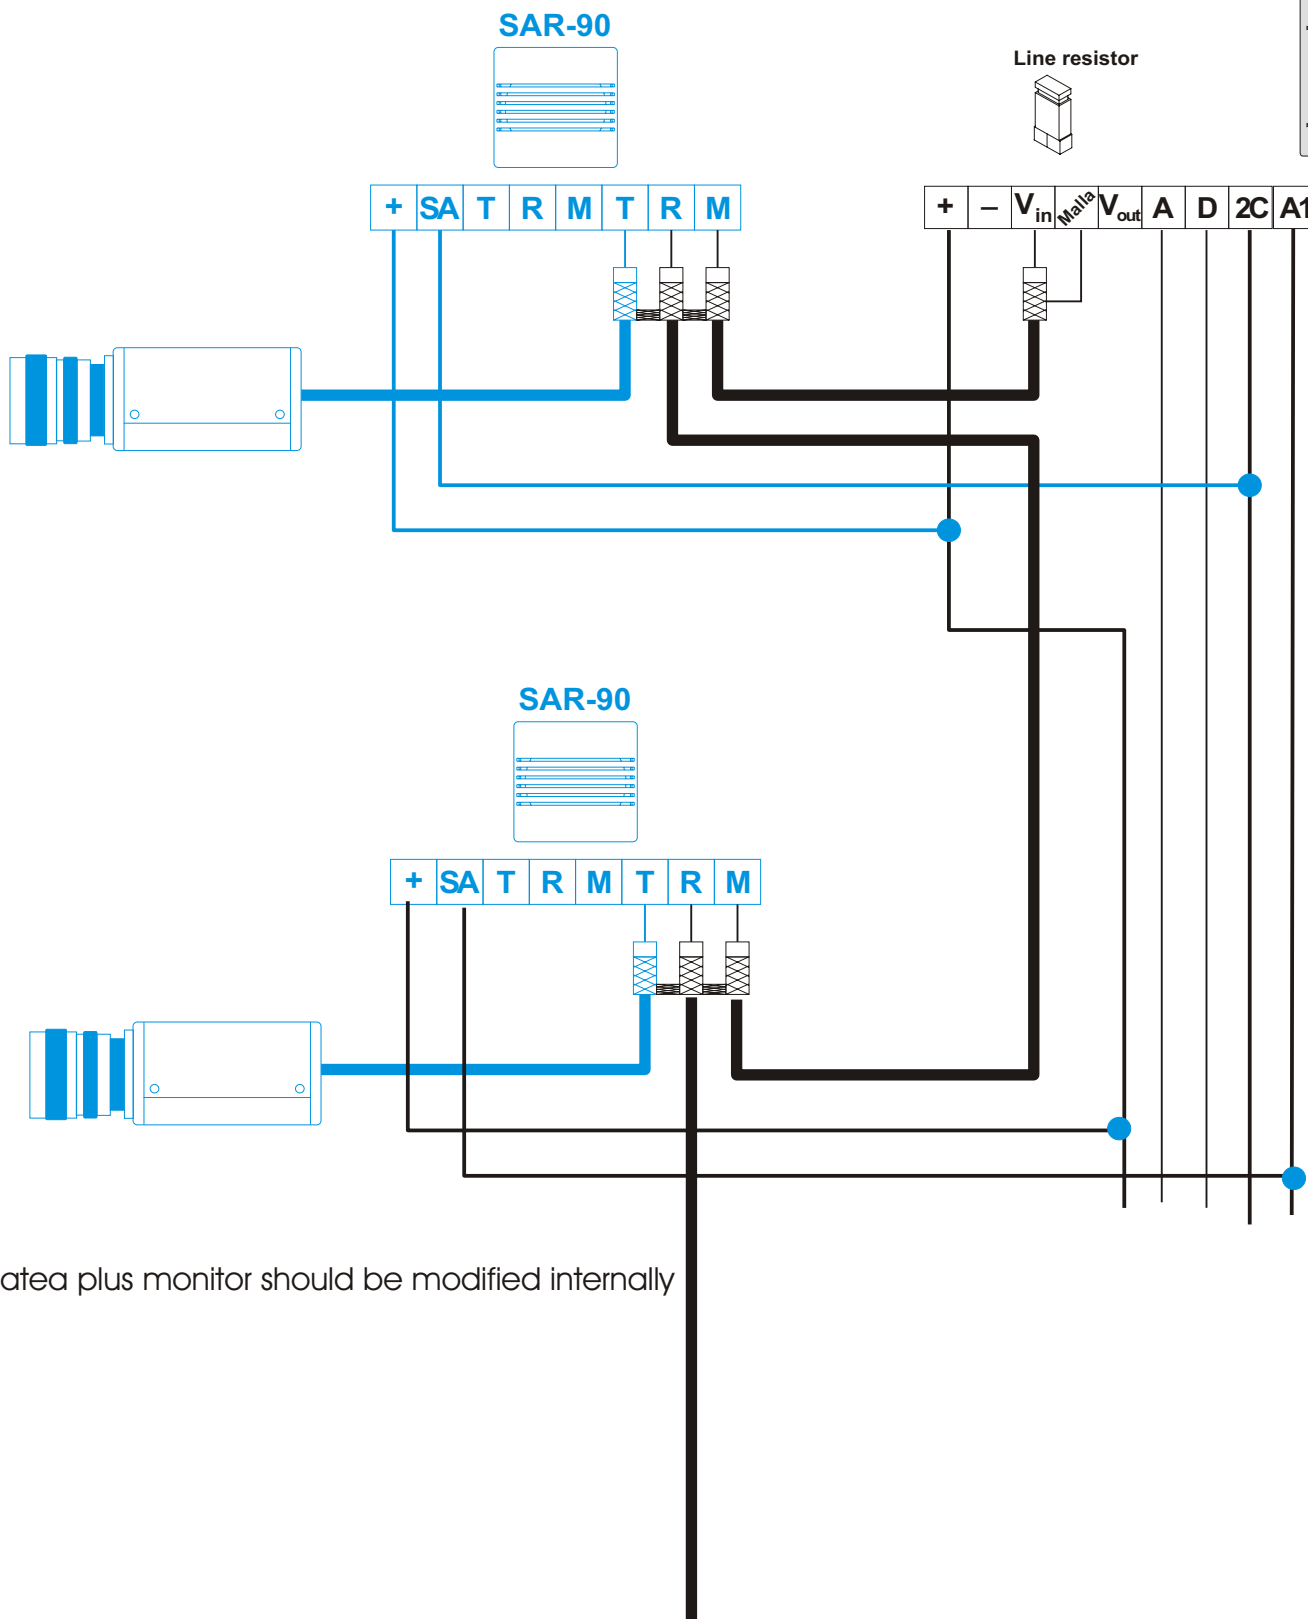 SAR-90
Line resistor
+ SA T R M T R M
+ – Vin Malla Vout A D 2C A1
SAR-90
+ SA T R M T R M
atea plus monitor should be modified internally